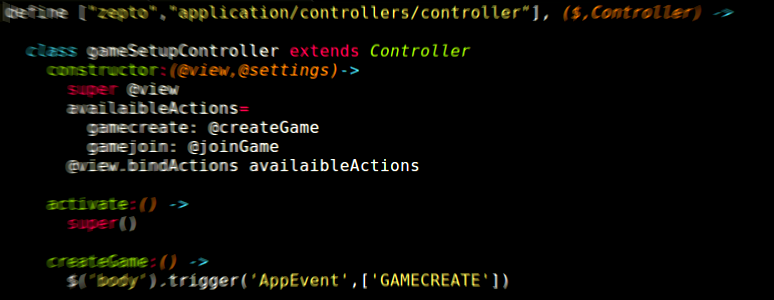 define ["zepto","application/controllers/controller"], ($,Controller) ->
class gameSetupController extends Controller
constructor:(@view,@settings)->
super @view
availaibleActions=
gamecreate: @createGame
gamejoin: @joinGame
@view.bindActions availaibleActions
activate:() ->
super()
createGame:() ->
$("body").trigger('AppEvent',['GAMECREATE'])